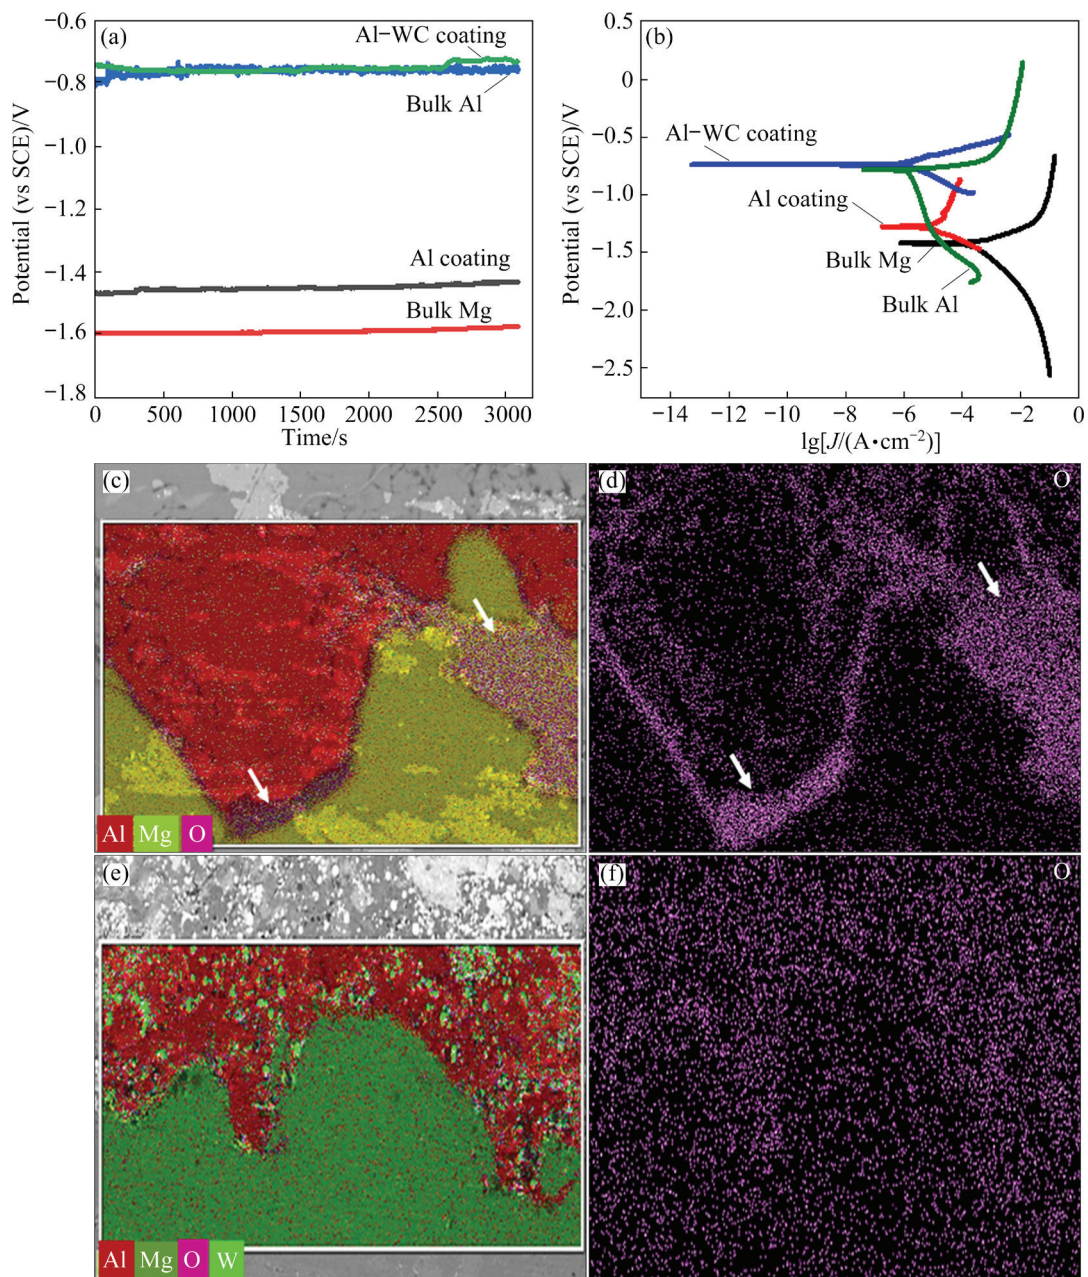 (a)
Al−WC coating
Bulk Al
Al coating
Bulk Mg
−0.6
−0.8
−1.0
−1.2
−1.4
−1.6
−1.8
Potential (vs SCE)/V
0 500 1000 1500 2000 2500 3000
Time/s
(b)
Al−WC coating
Al coating
Bulk Mg
Bulk Al
0.5
0
−0.5
−1.0
−1.5
−2.0
−2.5
Potential (vs SCE)/V
−14 −12 −10 −8 −6 −4 −2 0
lg[J/(A•cm⁻²)]
(c)
Al Mg O
(d)
O
(e)
Al Mg O W
(f)
O